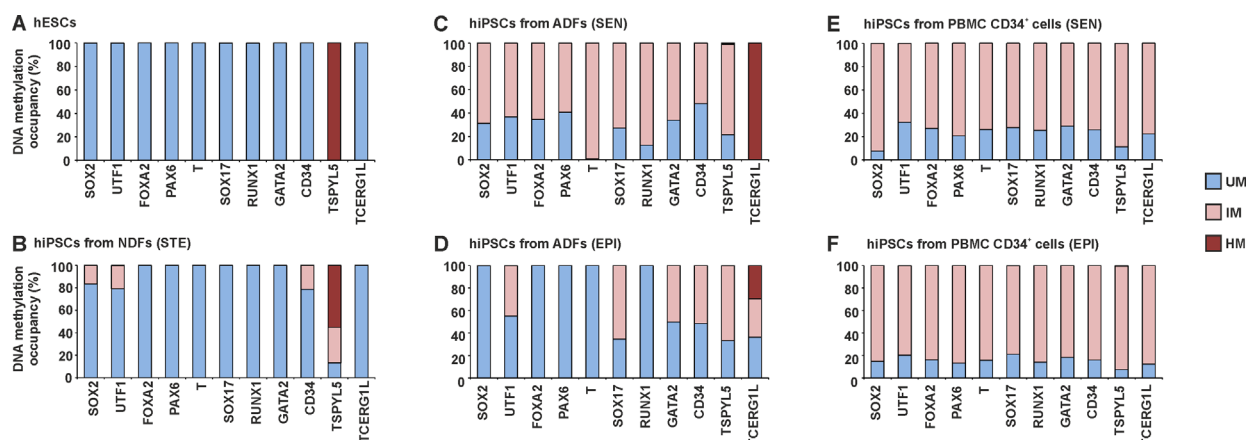 A hESCs
DNA methylation
occupancy (%)
100
80
60
40
20
0
SOX2 UTF1 FOXA2 PAX6 T SOX17 RUNX1 GATA2 CD34 TSPYL5 TCERG1L
B hiPSCs from NDFs (STE)
DNA methylation
occupancy (%)
100
80
60
40
20
0
SOX2 UTF1 FOXA2 PAX6 T SOX17 RUNX1 GATA2 CD34 TSPYL5 TCERG1L
C hiPSCs from ADFs (SEN)
100
80
60
40
20
0
SOX2 UTF1 FOXA2 PAX6 T SOX17 RUNX1 GATA2 CD34 TSPYL5 TCERG1L
D hiPSCs from ADFs (EPI)
100
80
60
40
20
0
SOX2 UTF1 FOXA2 PAX6 T SOX17 RUNX1 GATA2 CD34 TSPYL5 TCERG1L
E hiPSCs from PBMC CD34⁺ cells (SEN)
100
80
60
40
20
0
SOX2 UTF1 FOXA2 PAX6 T SOX17 RUNX1 GATA2 CD34 TSPYL5 TCERG1L
F hiPSCs from PBMC CD34⁺ cells (EPI)
100
80
60
40
20
0
SOX2 UTF1 FOXA2 PAX6 T SOX17 RUNX1 GATA2 CD34 TSPYL5 TCERG1L
UM
IM
HM